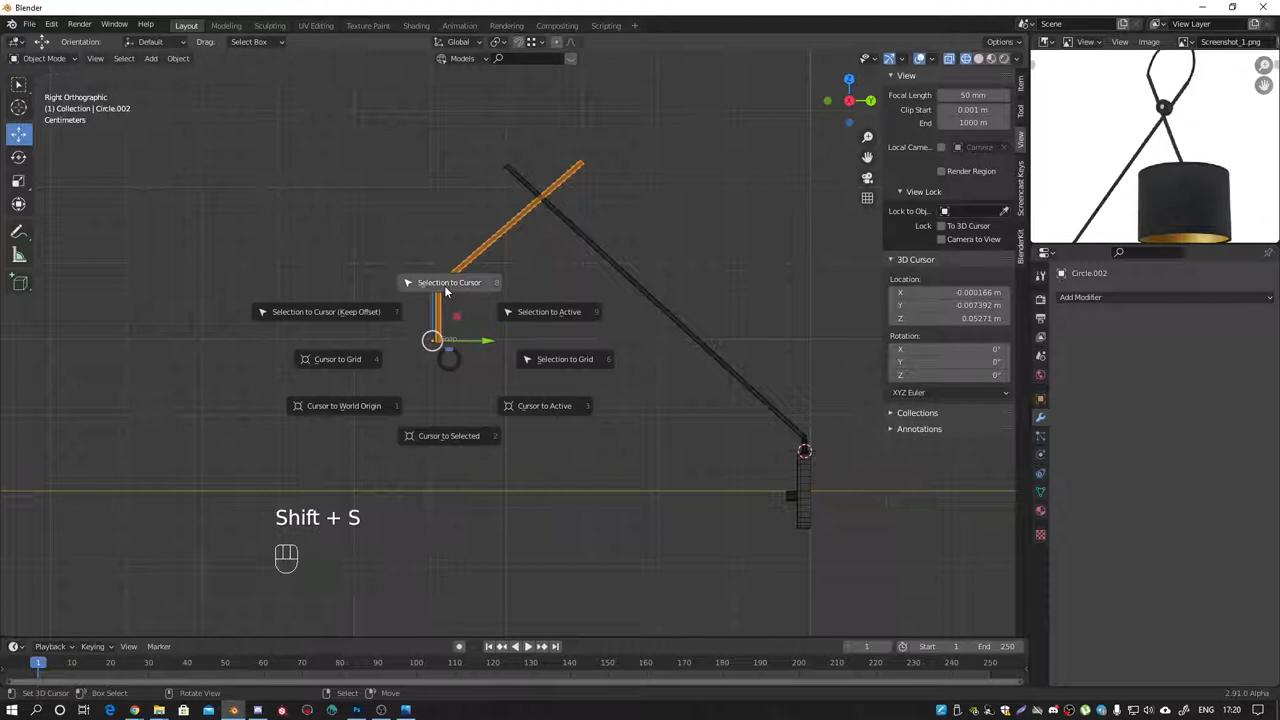 Blender
File Edit Render Window Help Layout Modeling Sculpting UV Editing Texture Paint Shading Animation Rendering Compositing Scripting + Scene View Layer
Orientation: Default Drag: Select Box Global Options View Image Screenshot_1.png
Object Mode View Select Add Object Models
Right Orthographic
(1) Collection | Circle.002
Centimeters
View
Focal Length 50 mm
Clip Start 0.001 m
End 1000 m
Local Came... Camera
Render Region
View Lock
Lock to Obj...
Lock To 3D Cursor
Camera to View
3D Cursor
Location:
X -0.000166 m
Y -0.007392 m
Z 0.05271 m
Rotation:
X 0°
Y 0°
Z 0°
XYZ Euler
Collections
Annotations
Item
Tool
View
Screencast Keys
BlenderKit
Circle.002
Add Modifier
Selection to Cursor 8
Selection to Cursor (Keep Offset) 7
Selection to Active 9
Cursor to Grid 4
Selection to Grid 6
Cursor to World Origin 1
Cursor to Active 3
Cursor to Selected 2
Shift + S
Playback Keying View Marker 1 Start 1 End 250
1 10 20 30 40 50 60 70 80 90 100 110 120 130 140 150 160 170 180 190 200 210 220 230 240 250
Set 3D Cursor Box Select Rotate View Select Move 2.91.0 Alpha
ENG 17:20